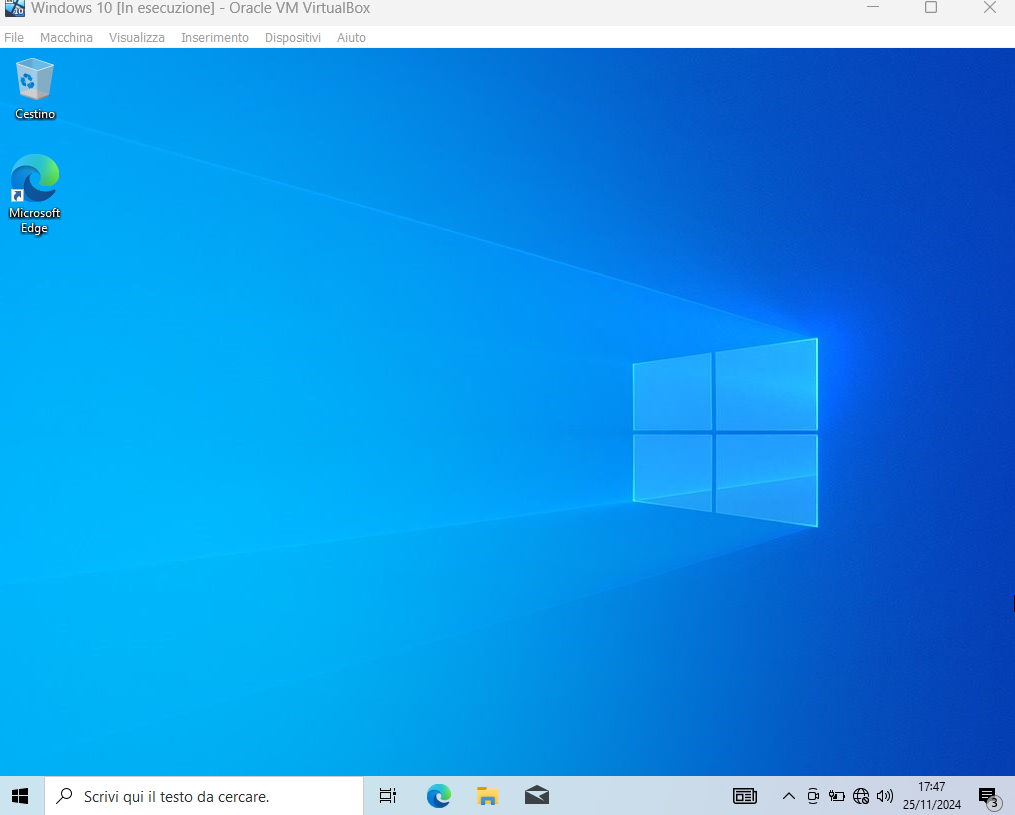 Windows 10 [In esecuzione] - Oracle VM VirtualBox
File Macchina Visualizza Inserimento Dispositivi Aiuto
Cestino
Microsoft
Edge
Scrivi qui il testo da cercare.
17:47
25/11/2024
3